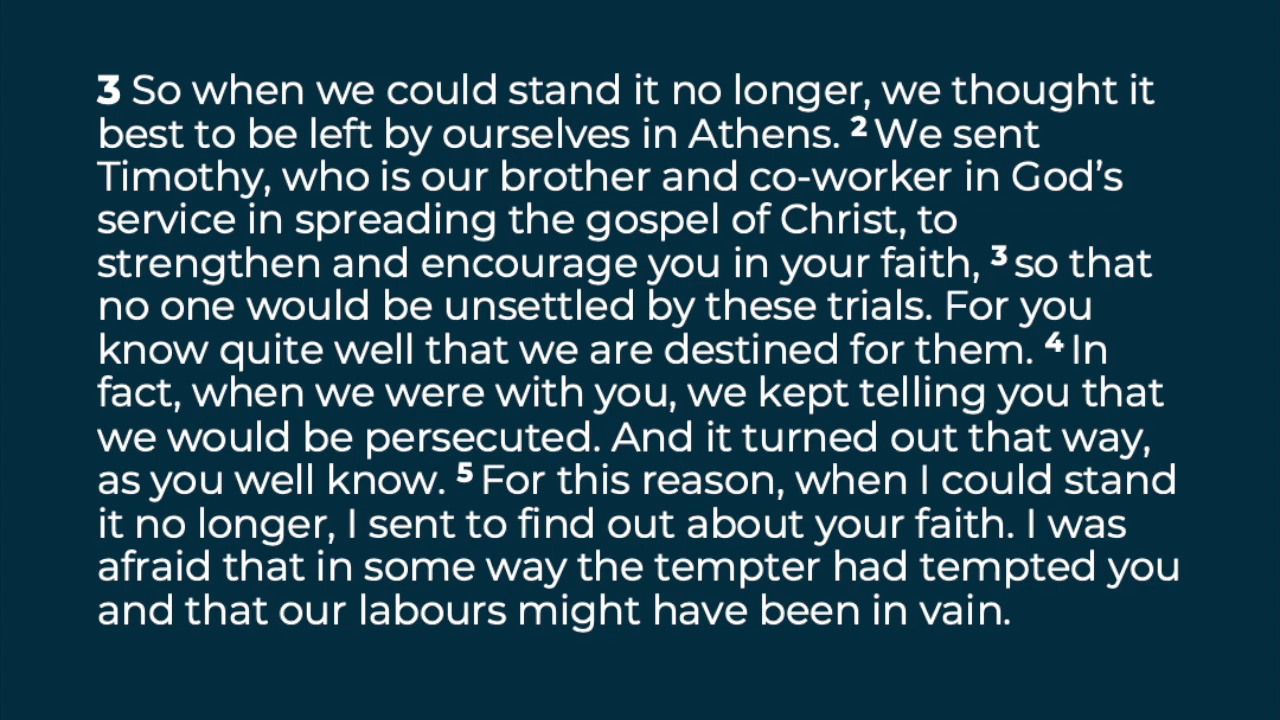 3 So when we could stand it no longer, we thought it
best to be left by ourselves in Athens. 2 We sent
Timothy, who is our brother and co-worker in God’s
service in spreading the gospel of Christ, to
strengthen and encourage you in your faith, 3 so that
no one would be unsettled by these trials. For you
know quite well that we are destined for them. 4 In
fact, when we were with you, we kept telling you that
we would be persecuted. And it turned out that way,
as you well know. 5 For this reason, when I could stand
it no longer, I sent to find out about your faith. I was
afraid that in some way the tempter had tempted you
and that our labours might have been in vain.